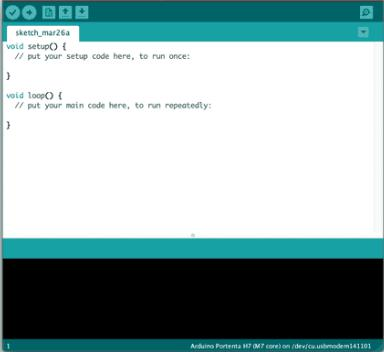 sketch_mar26a
void setup() {
  // put your setup code here, to run once:
}
void loop() {
  // put your main code here, to run repeatedly:
}
1
Arduino Portenta H7 (M7 core) on /dev/cu.usbmodem141101